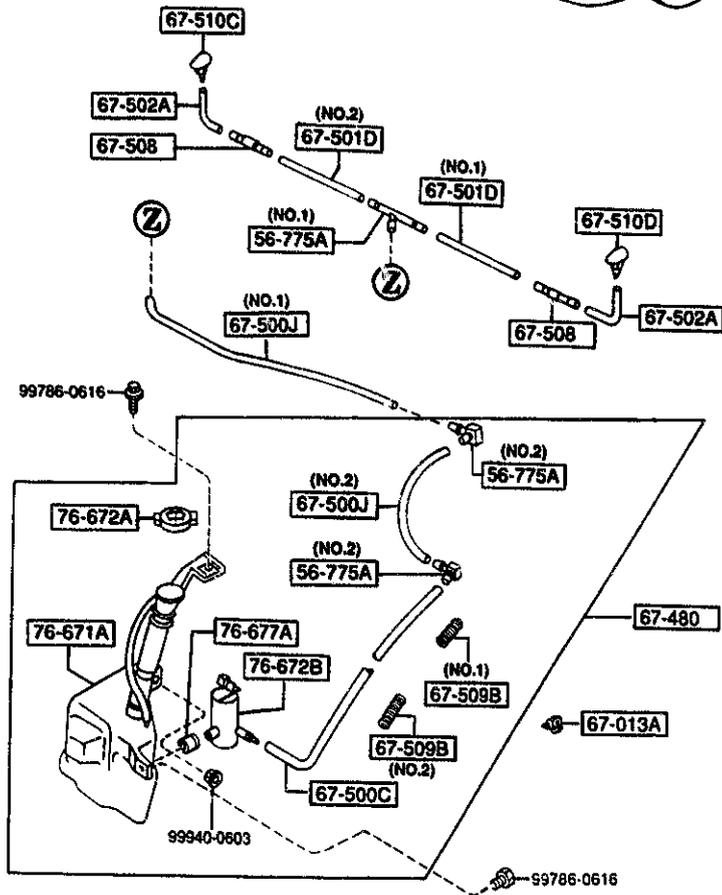 67-510C
67-502A
(NO.2)
67-501D
67-508
(NO.1)
67-501D
Z
(NO.1)
56-775A
67-510D
Z
(NO.1)
67-500J
67-508
67-502A
99786-0616
(NO.2)
56-775A
(NO.2)
67-500J
76-672A
(NO.2)
56-775A
67-480
76-671A
76-677A
76-672B
(NO.1)
67-509B
67-013A
67-509B
(NO.2)
67-500C
99940-0603
99786-0616